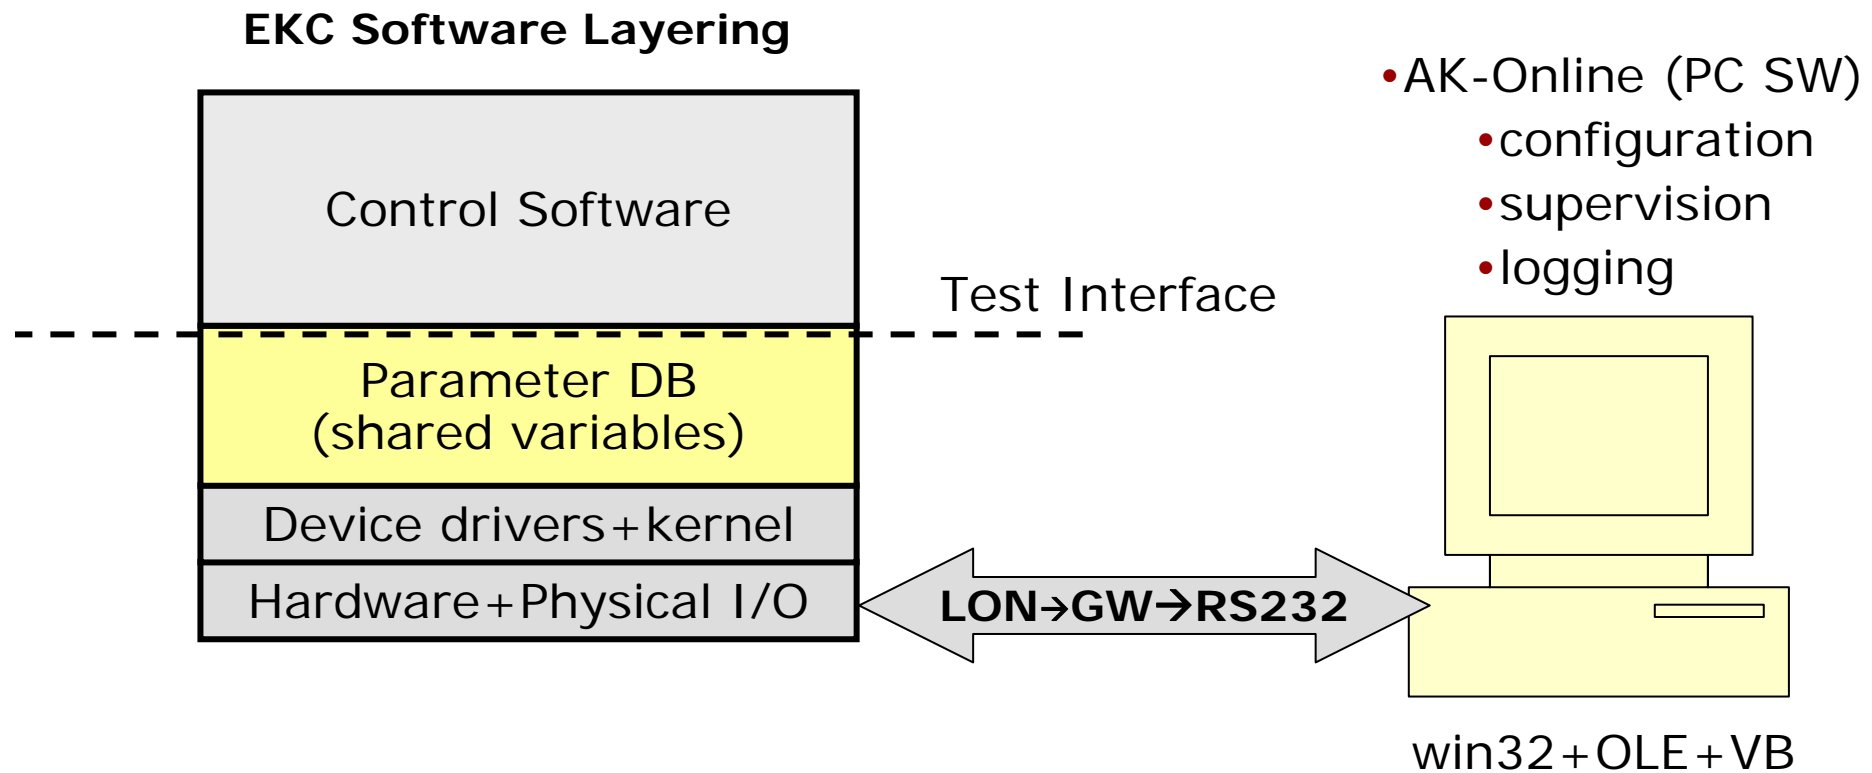 EKC Software Layering
Control Software
Test Interface
Parameter DB
(shared variables)
Device drivers+kernel
Hardware+Physical I/O
LON→GW→RS232
•AK-Online (PC SW)
•configuration
•supervision
•logging
win32+OLE+VB